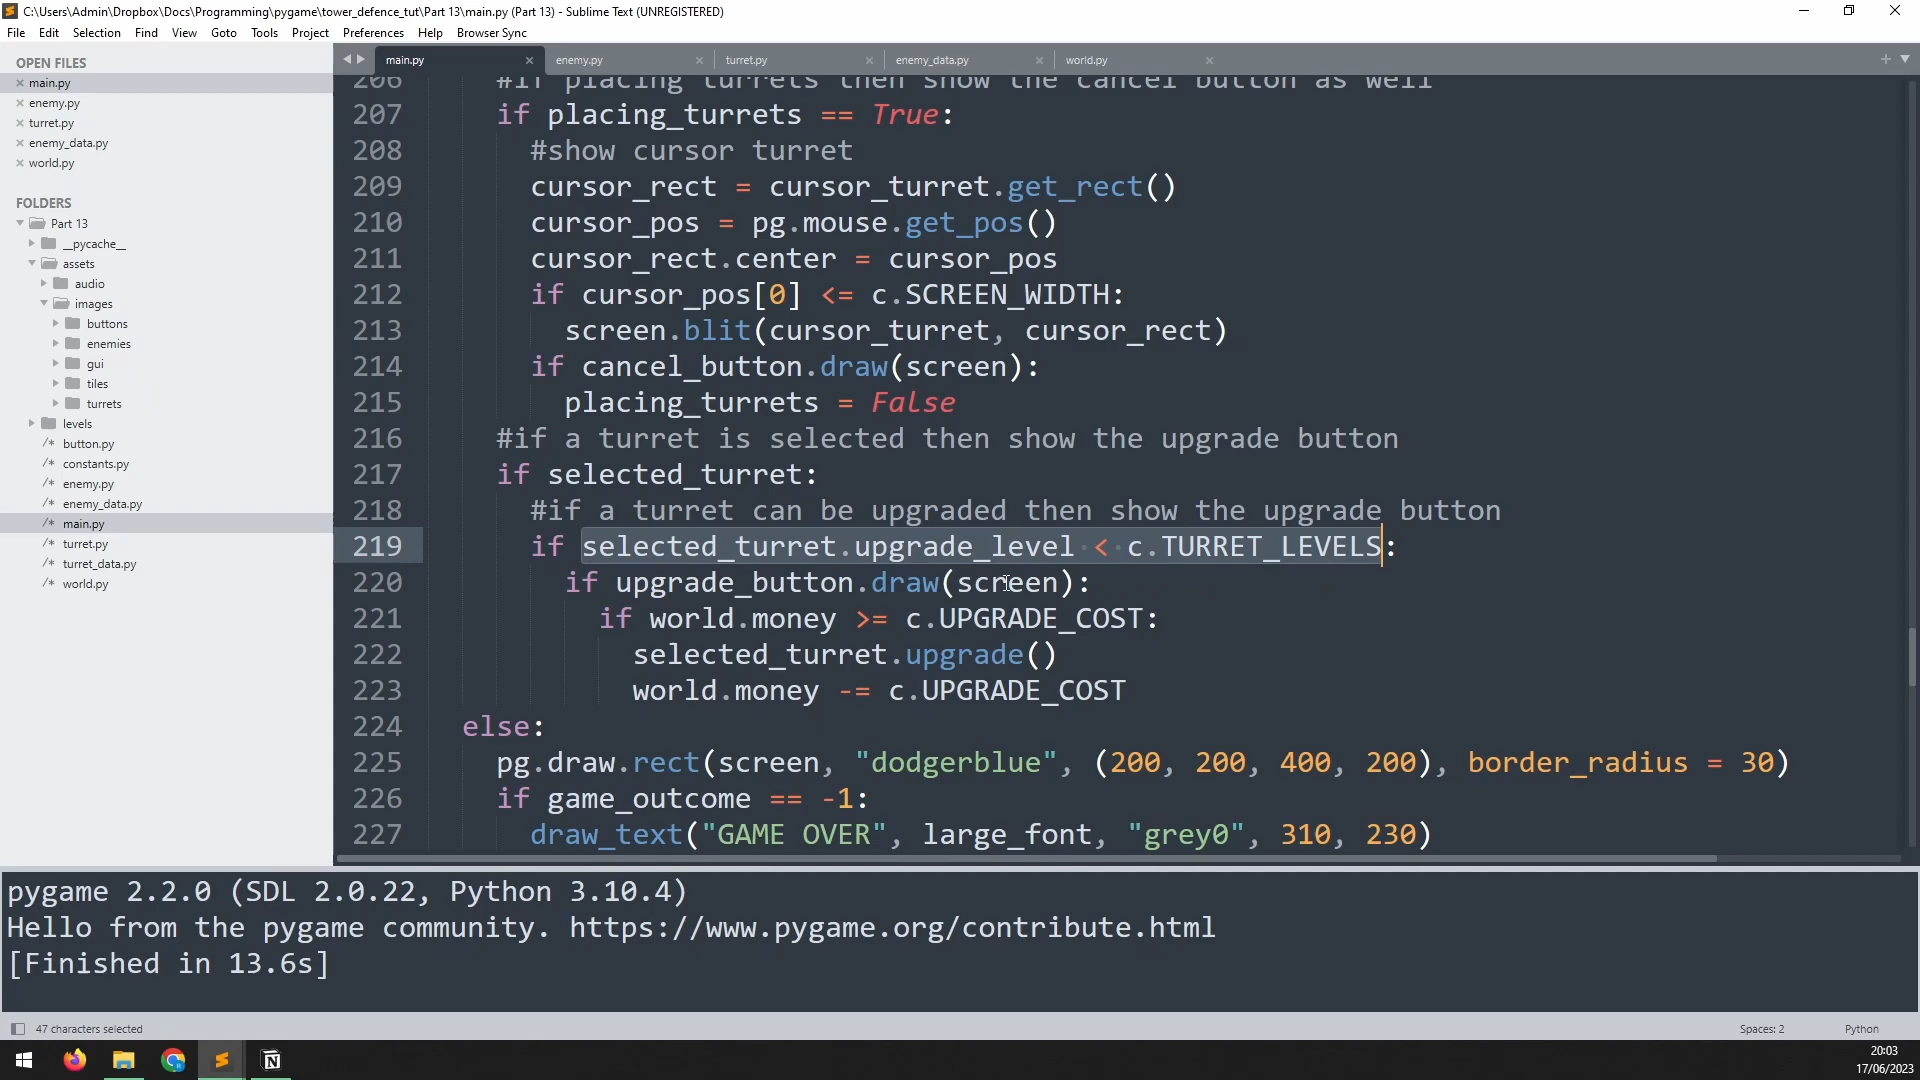 C:\Users\Admin\Dropbox\Docs\Programming\pygame\tower_defence_tut\Part 13\main.py (Part 13) - Sublime Text (UNREGISTERED)
File Edit Selection Find View Goto Tools Project Preferences Help Browser Sync
OPEN FILES
main.py
enemy.py
turret.py
enemy_data.py
world.py
FOLDERS
Part 13
__pycache__
assets
audio
images
buttons
enemies
gui
tiles
turrets
levels
button.py
constants.py
enemy.py
enemy_data.py
main.py
turret.py
turret_data.py
world.py
main.py enemy.py turret.py enemy_data.py world.py
206 #if placing turrets then show the cancel button as well
207 if placing_turrets == True:
208 #show cursor turret
209 cursor_rect = cursor_turret.get_rect()
210 cursor_pos = pg.mouse.get_pos()
211 cursor_rect.center = cursor_pos
212 if cursor_pos[0] <= c.SCREEN_WIDTH:
213 screen.blit(cursor_turret, cursor_rect)
214 if cancel_button.draw(screen):
215 placing_turrets = False
216 #if a turret is selected then show the upgrade button
217 if selected_turret:
218 #if a turret can be upgraded then show the upgrade button
219 if selected_turret.upgrade_level < c.TURRET_LEVELS:
220 if upgrade_button.draw(screen):
221 if world.money >= c.UPGRADE_COST:
222 selected_turret.upgrade()
223 world.money -= c.UPGRADE_COST
224 else:
225 pg.draw.rect(screen, "dodgerblue", (200, 200, 400, 200), border_radius = 30)
226 if game_outcome == -1:
227 draw_text("GAME OVER", large_font, "grey0", 310, 230)
pygame 2.2.0 (SDL 2.0.22, Python 3.10.4)
Hello from the pygame community. https://www.pygame.org/contribute.html
[Finished in 13.6s]
47 characters selected Spaces: 2 Python
20:03
17/06/2023